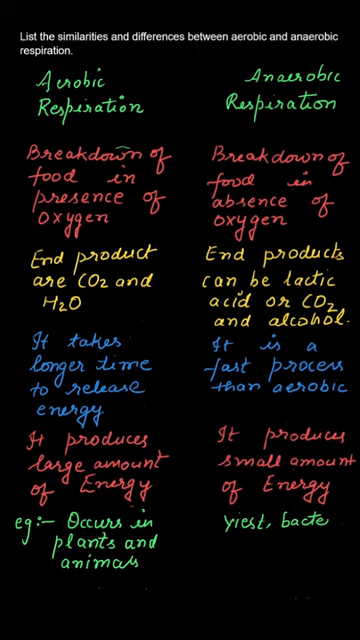 List the similarities and differences between aerobic and anaerobic
respiration.
Aerobic
Respiration
Anaerobic
Respiration
Breakdown of
food in
presence of
oxygen
Breakdown of
food in
absence of
oxygen
End product
are CO2 and
H2O
End products
can be lactic
acid or CO2
and alcohol.
It takes
longer time
to release
energy
It is a
fast process
than aerobic
It produces
large amount
of Energy
It produces
small amount
of Energy
eg:- Occurs in
plants and
animals
yiest, bacte